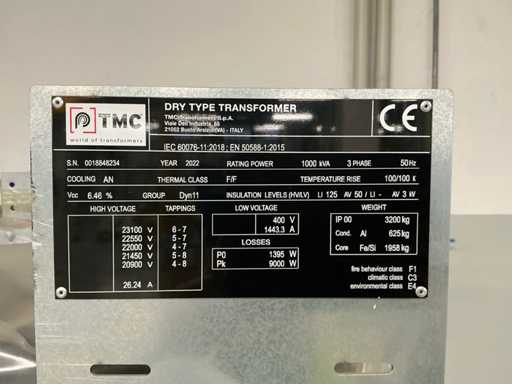 TMC
world of transformers
DRY TYPE TRANSFORMER
TMC Transformers S.p.A.
Viale Dell'Industria, 85
21052 Busto Arsizio(VA) - ITALY
CE
IEC 60076-11:2018 ; EN 50588-1:2015
S.N. 0018848234 YEAR 2022 RATING POWER 1000 kVA 3 PHASE 50Hz
COOLING AN THERMAL CLASS F/F TEMPERATURE RISE 100/100 K
Vcc 6.46 % GROUP Dyn11 INSULATION LEVELS (HV/LV) LI 125 AV 50 / LI - AV 3 kV
HIGH VOLTAGE TAPPINGS LOW VOLTAGE WEIGHT
23100 V 6-7 400 V IP 00 3200 kg
22550 V 5-7 1443.3 A Cond. Al 625 kg
22000 V 4-7 LOSSES Core Fe/Si 1958 kg
21450 V 5-8 P0 1395 W
20900 V 4-8 Pk 9000 W
26.24 A
fire behaviour class F1
climatic class C3
environmental class E4